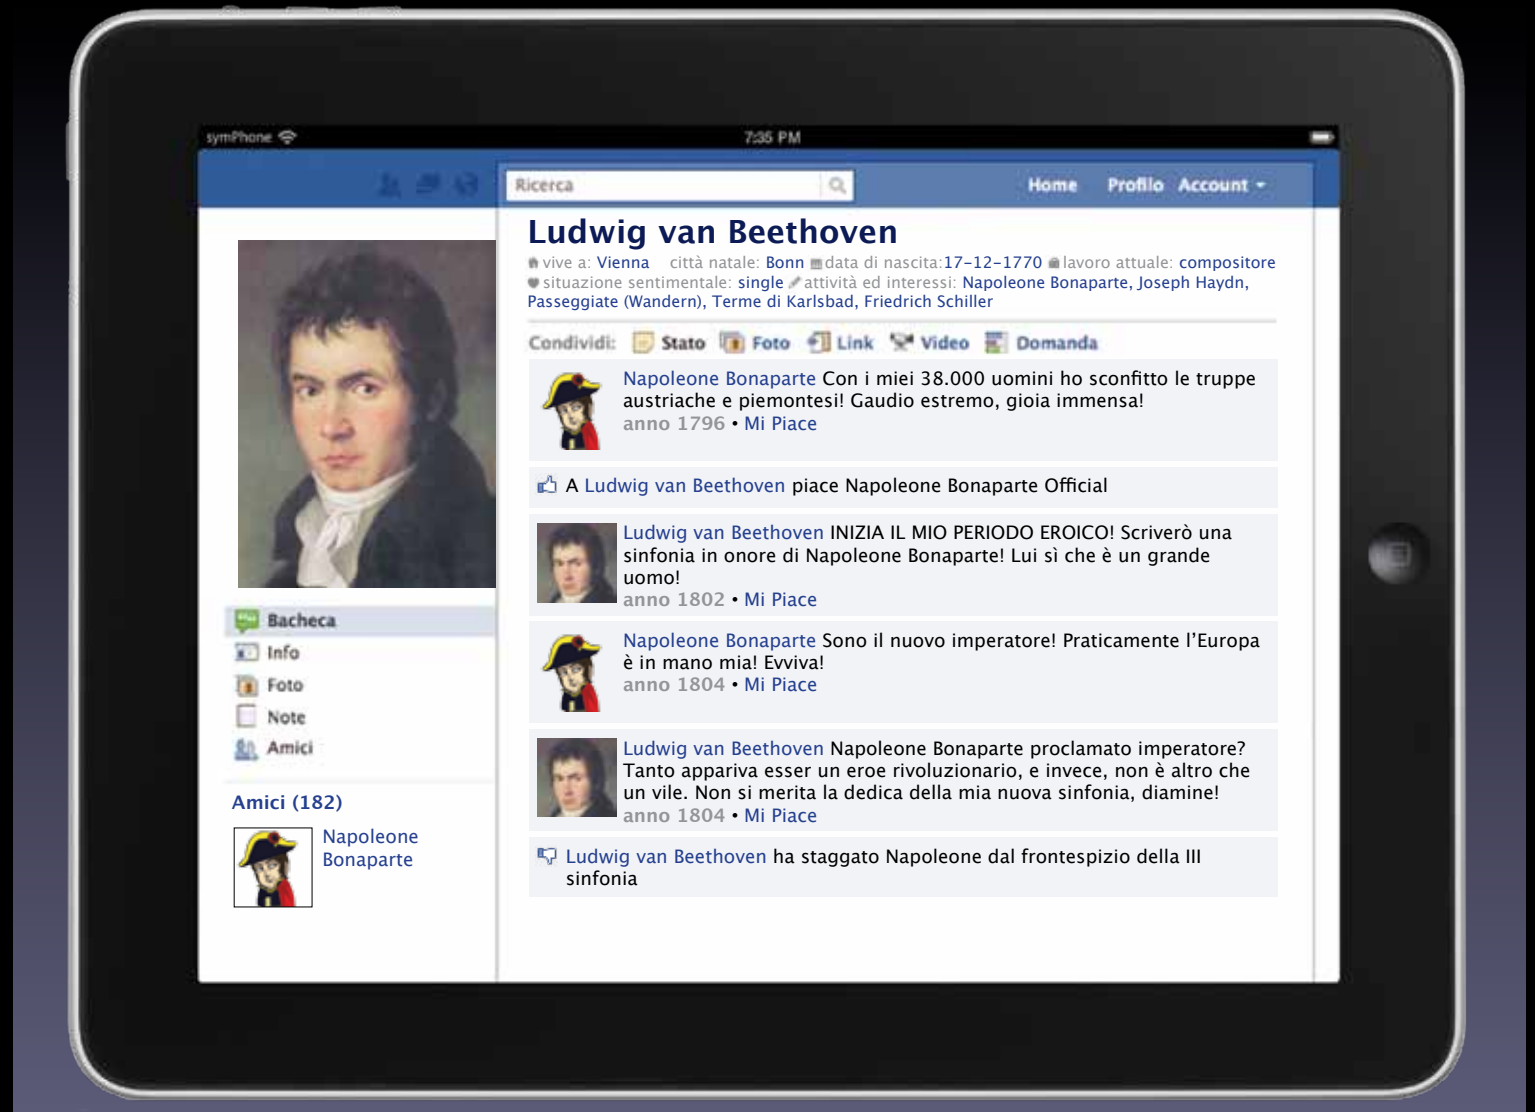 symPhone
7:35 PM
Ricerca
Home Profilo Account
Ludwig van Beethoven
vive a: Vienna città natale: Bonn data di nascita:17-12-1770 lavoro attuale: compositore
situazione sentimentale: single attività ed interessi: Napoleone Bonaparte, Joseph Haydn,
Passeggiate (Wandern), Terme di Karlsbad, Friedrich Schiller
Condividi: Stato Foto Link Video Domanda
Napoleone Bonaparte Con i miei 38.000 uomini ho sconfitto le truppe
austriache e piemontesi! Gaudio estremo, gioia immensa!
anno 1796 • Mi Piace
A Ludwig van Beethoven piace Napoleone Bonaparte Official
Ludwig van Beethoven INIZIA IL MIO PERIODO EROICO! Scriverò una
sinfonia in onore di Napoleone Bonaparte! Lui sì che è un grande
uomo!
anno 1802 • Mi Piace
Napoleone Bonaparte Sono il nuovo imperatore! Praticamente l'Europa
è in mano mia! Evviva!
anno 1804 • Mi Piace
Ludwig van Beethoven Napoleone Bonaparte proclamato imperatore?
Tanto appariva esser un eroe rivoluzionario, e invece, non è altro che
un vile. Non si merita la dedica della mia nuova sinfonia, diamine!
anno 1804 • Mi Piace
Ludwig van Beethoven ha staggato Napoleone dal frontespizio della III
sinfonia
Bacheca
Info
Foto
Note
Amici
Amici (182)
Napoleone
Bonaparte